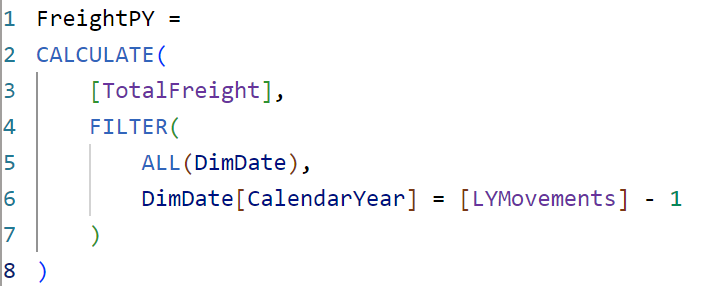 1 FreightPY =
2 CALCULATE(
3 [TotalFreight],
4 FILTER(
5 ALL(DimDate),
6 DimDate[CalendarYear] = [LYMovements] - 1
7 )
8 )